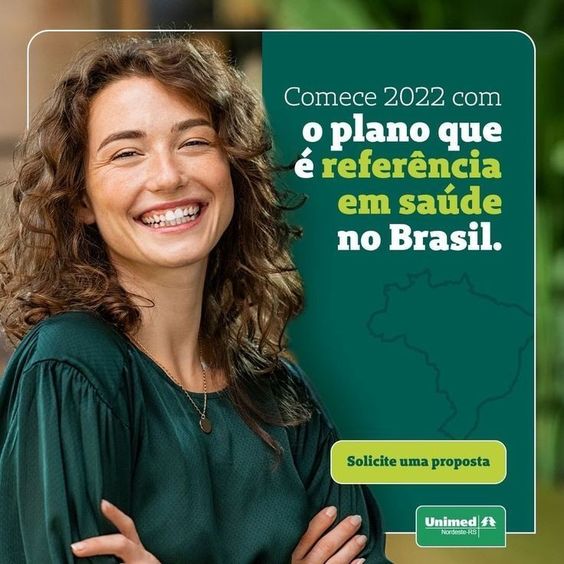 Comece 2022 com
o plano que
é referência
em saúde
no Brasil.
Solicite uma proposta
Unimed
Nordeste-RS